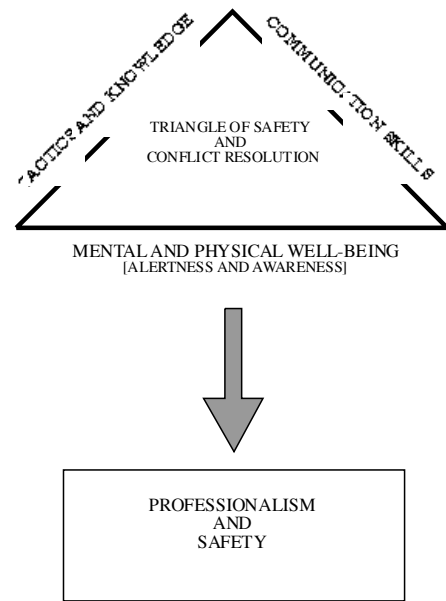 TACTICS AND KNOWLEDGE
COMMUNICATION SKILLS
TRIANGLE OF SAFETY
AND
CONFLICT RESOLUTION
MENTAL AND PHYSICAL WELL-BEING
[ALERTNESS AND AWARENESS]
PROFESSIONALISM
AND
SAFETY